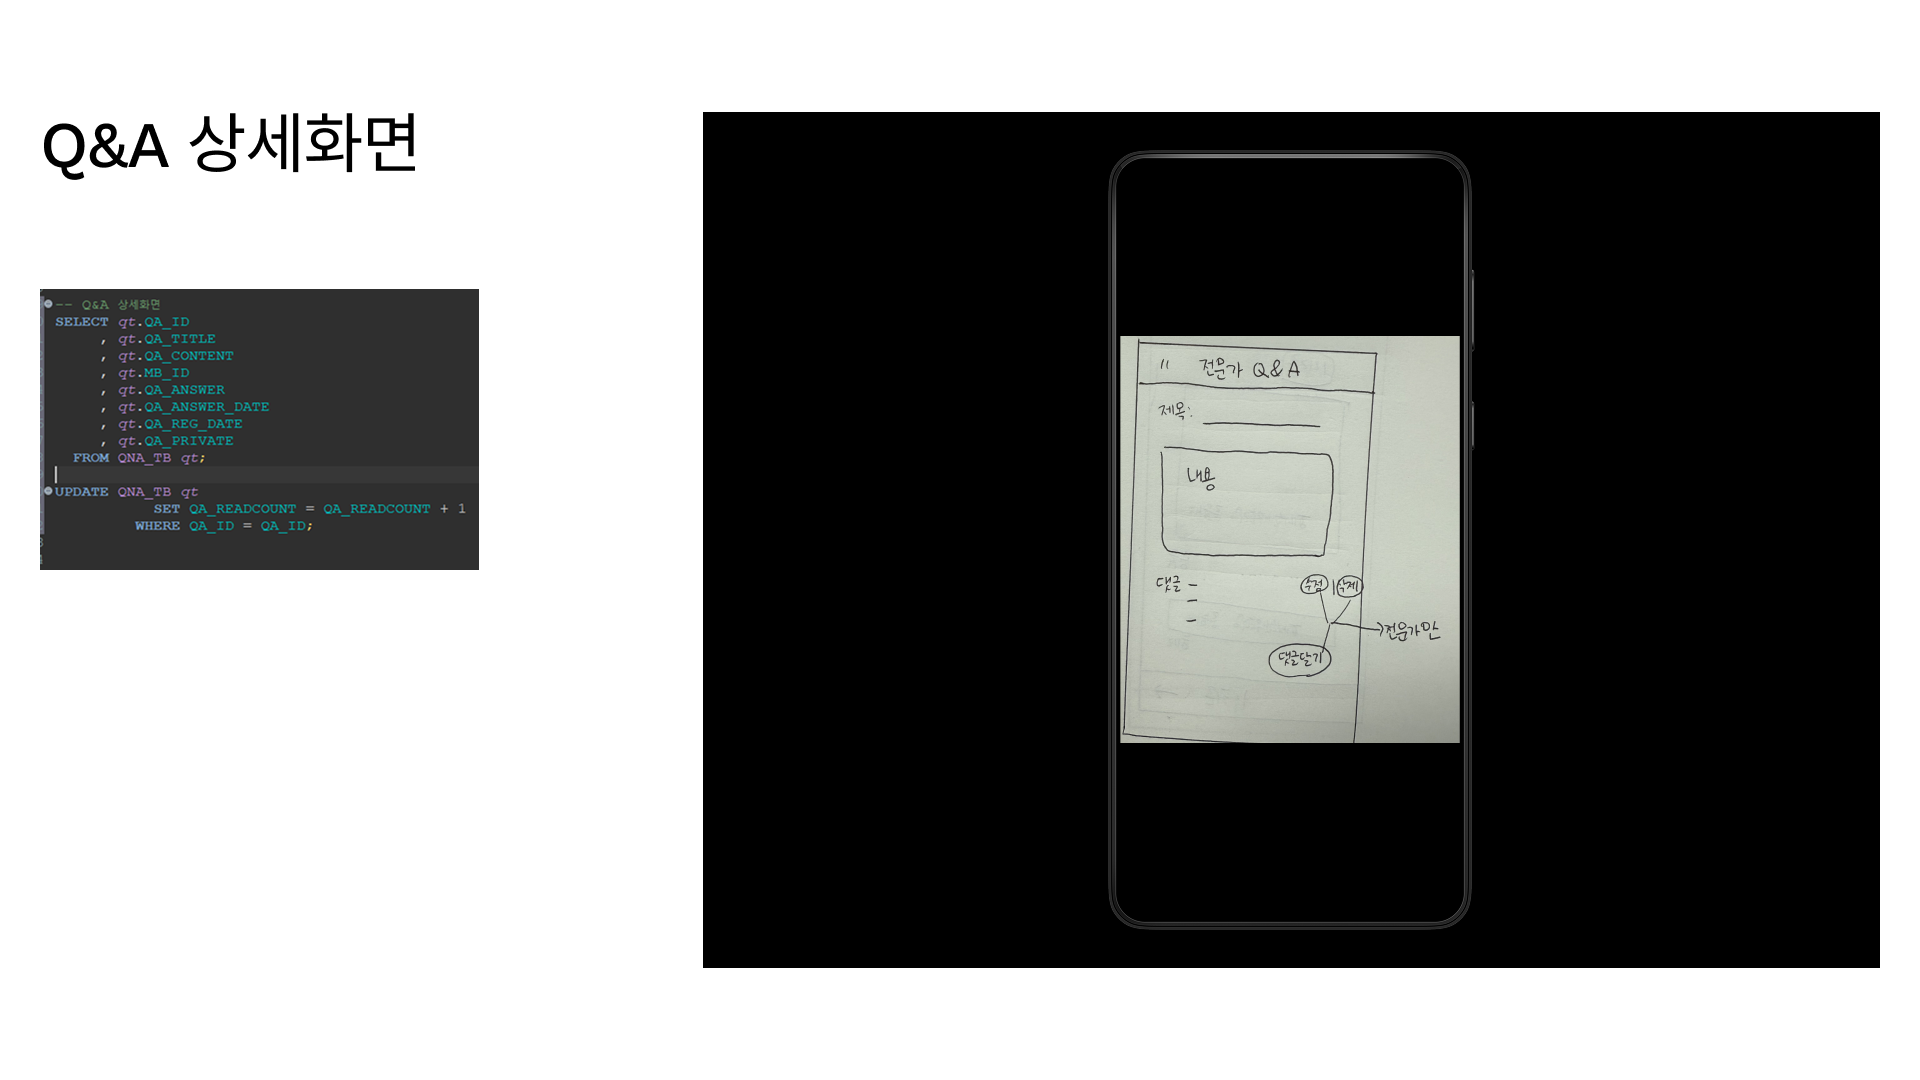 Q&A 상세화면
-- Q&A 상세화면
SELECT qt.QA_ID
, qt.QA_TITLE
, qt.QA_CONTENT
, qt.MB_ID
, qt.QA_ANSWER
, qt.QA_ANSWER_DATE
, qt.QA_REG_DATE
, qt.QA_PRIVATE
FROM QNA_TB qt;
UPDATE QNA_TB qt
SET QA_READCOUNT = QA_READCOUNT + 1
WHERE QA_ID = QA_ID;
전문가 Q&A
제목:
내용
댓글 -
-
-
수정 | 삭제
전문가만
댓글달기